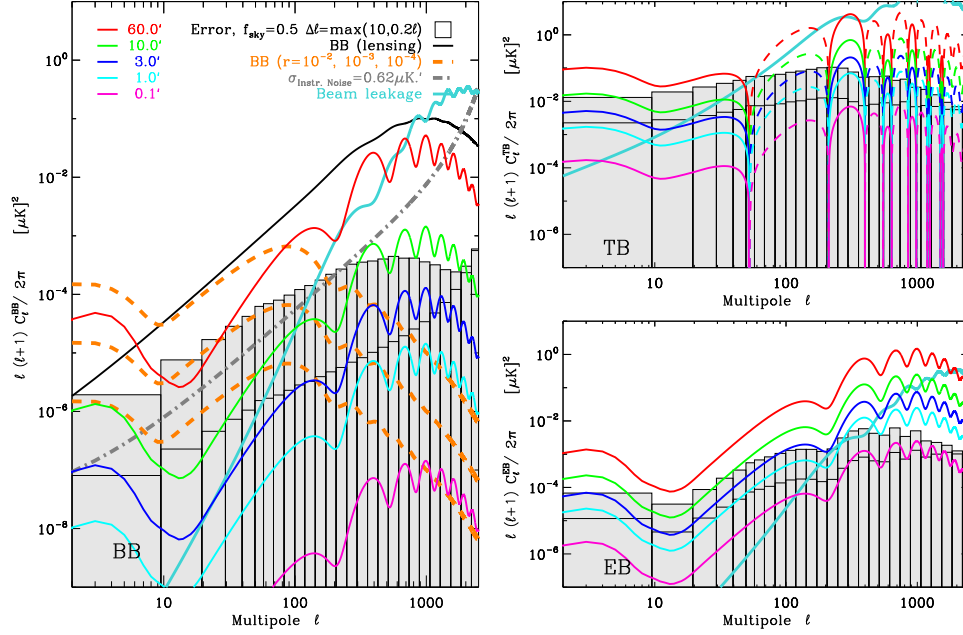 60.0'
10.0'
3.0'
1.0'
0.1'
Error, f_sky=0.5 Δℓ=max(10,0.2ℓ)
BB (lensing)
BB (r=10^-2, 10^-3, 10^-4)
σ_Instr. Noise=0.62μK.'
Beam leakage
ℓ (ℓ+1) C_ℓ^BB/ 2π [μK]²
10^0
10^-2
10^-4
10^-6
10^-8
BB
10 100 1000
Multipole ℓ
ℓ (ℓ+1) C_ℓ^TB/ 2π [μK]²
10^0
10^-2
10^-4
10^-6
TB
10 100 1000
Multipole ℓ
ℓ (ℓ+1) C_ℓ^EB/ 2π [μK]²
10^0
10^-2
10^-4
10^-6
EB
10 100 1000
Multipole ℓ